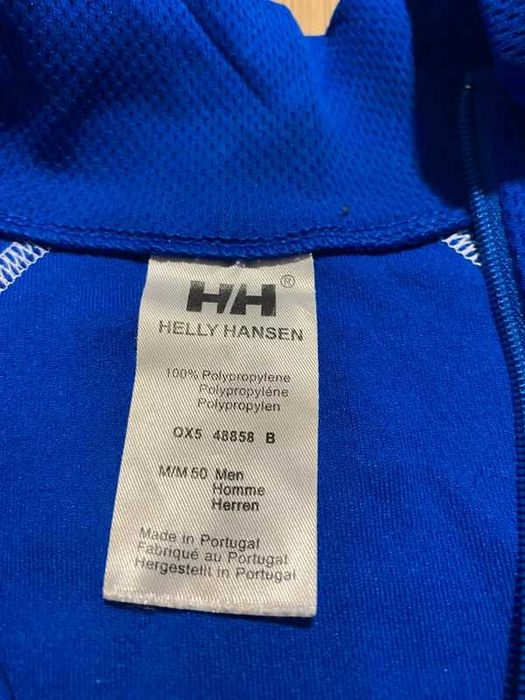 HH®
HELLY HANSEN
100% Polypropylene
Polypropylène
Polypropylen
QX5 48858 B
M/M 50 Men
Homme
Herren
Made in Portugal
Fabriqué au Portugal
Hergestellt in Portugal